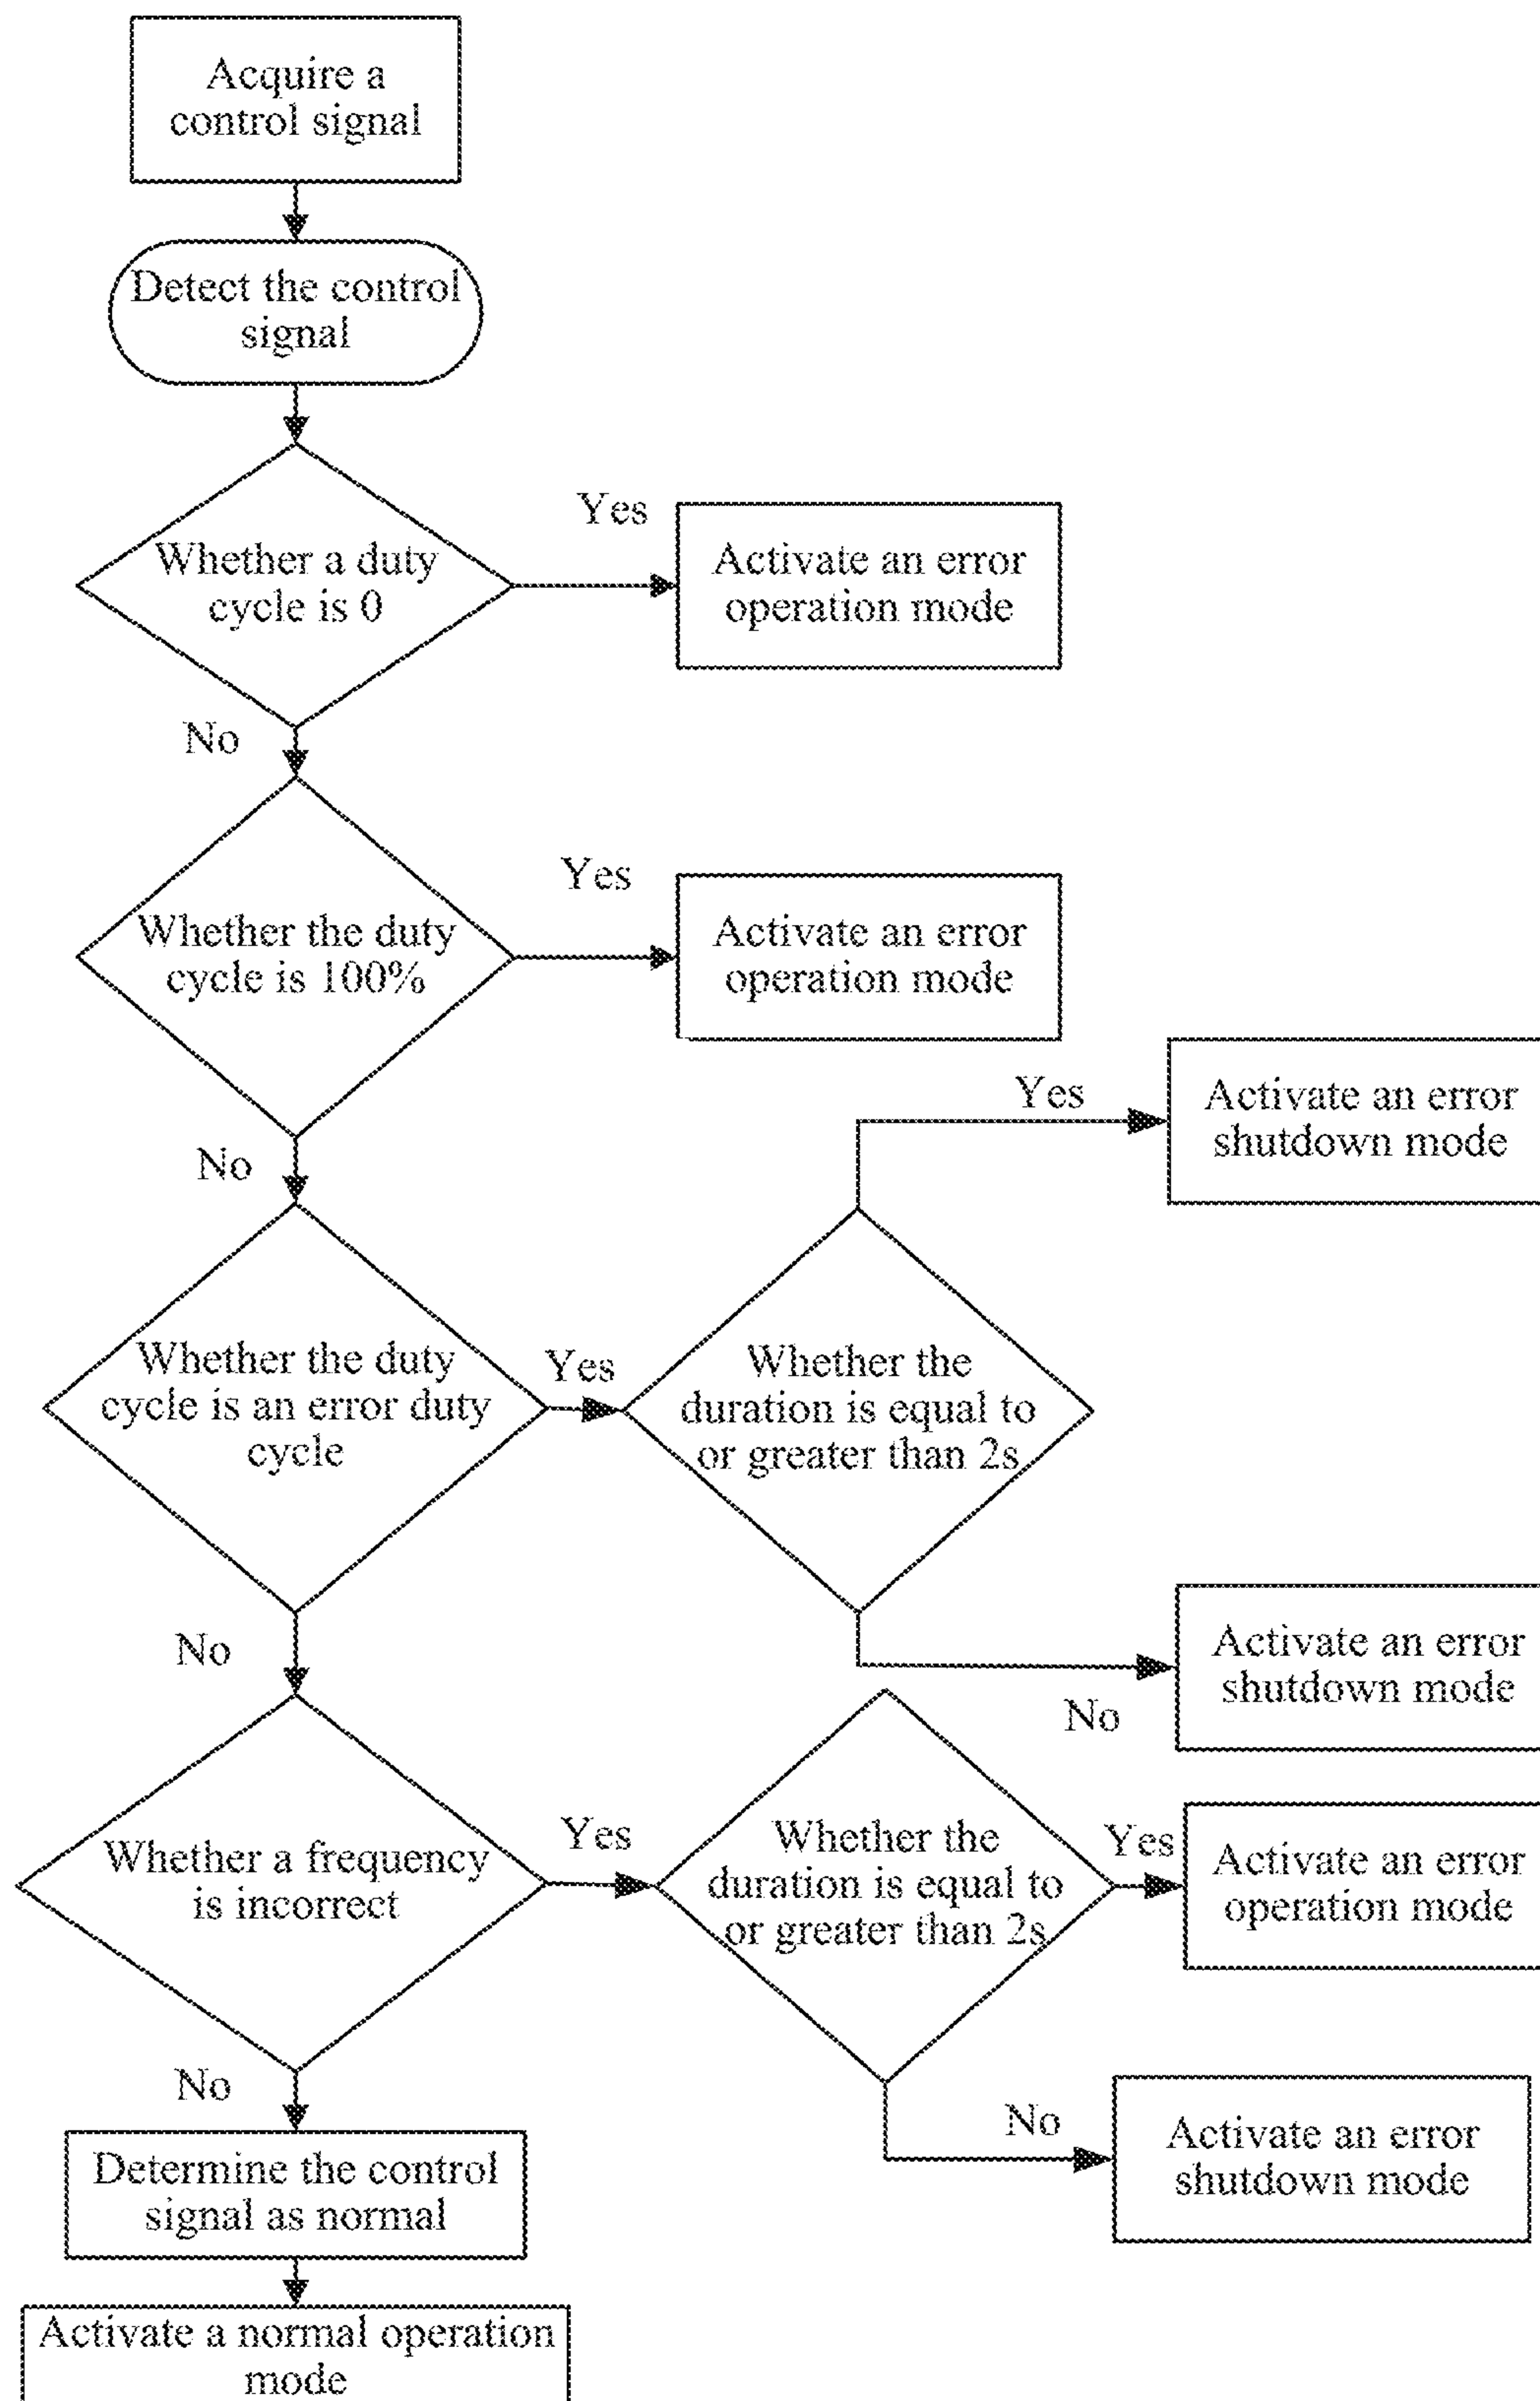 Acquire a
control signal
Detect the control
signal
Whether a duty
cycle is 0
Yes
Activate an error
operation mode
No
Whether the duty
cycle is 100%
Yes
Activate an error
operation mode
No
Whether the duty
cycle is an error duty
cycle
Yes
Whether the
duration is equal to
or greater than 2s
Yes
Activate an error
shutdown mode
No
Activate an error
shutdown mode
No
Whether a frequency
is incorrect
Yes
Whether the
duration is equal to
or greater than 2s
Yes
Activate an error
operation mode
No
Activate an error
shutdown mode
No
Determine the control
signal as normal
Activate a normal operation
mode